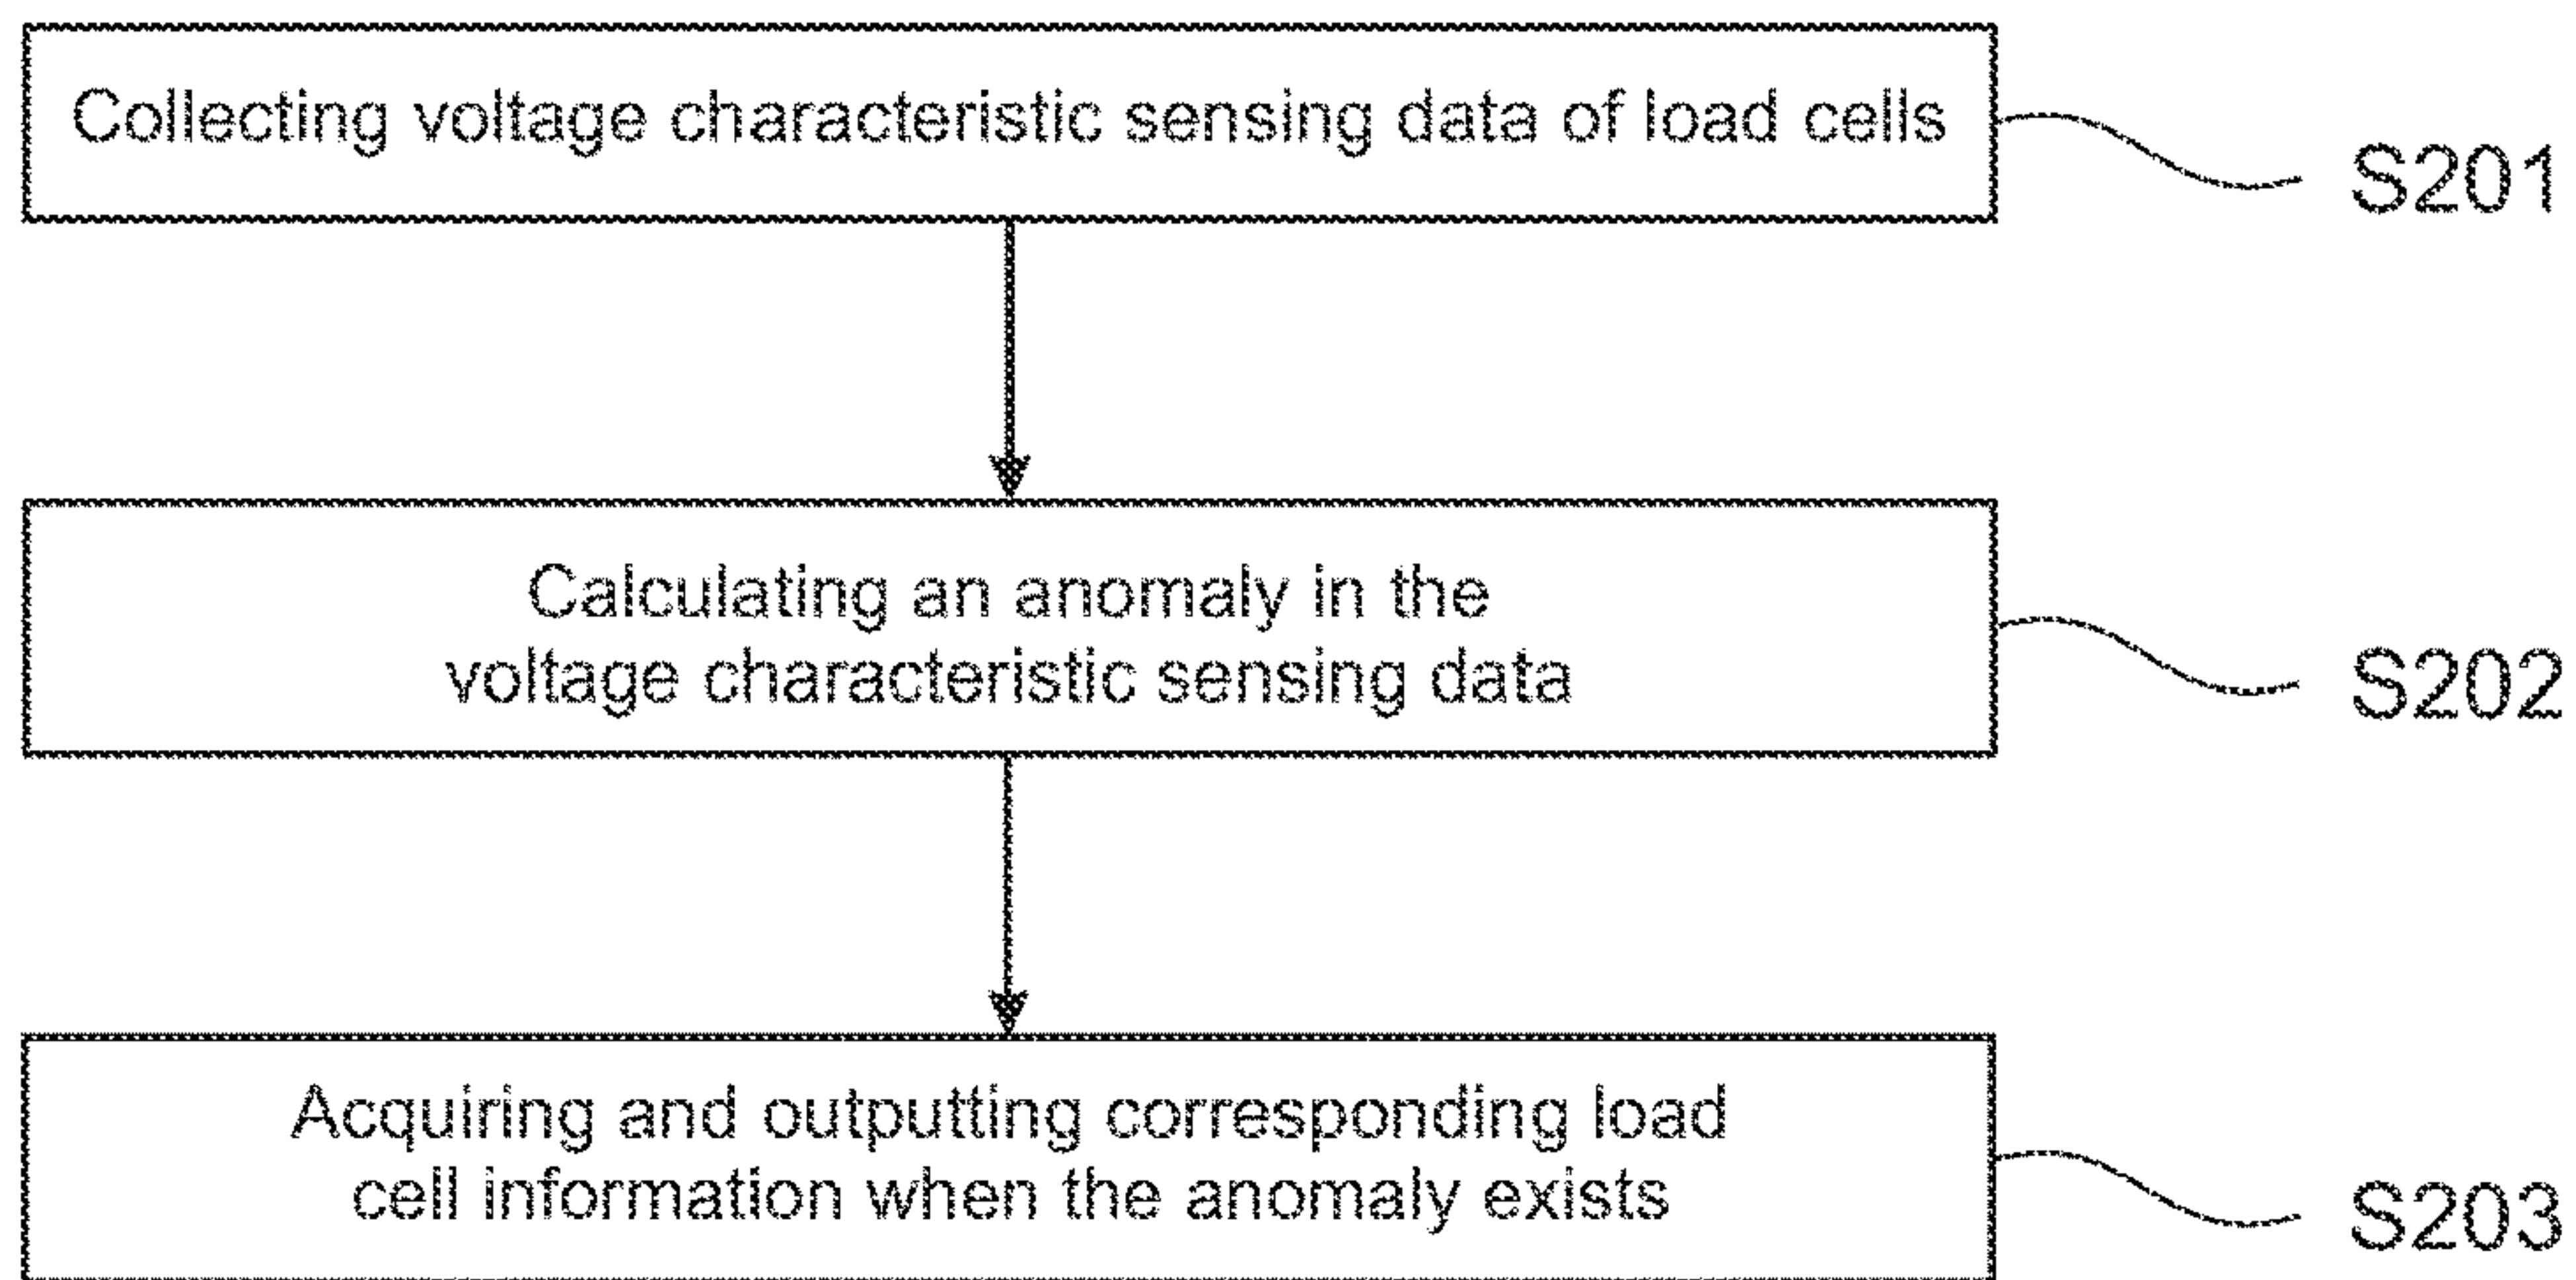 Collecting voltage characteristic sensing data of load cells
S201
Calculating an anomaly in the
voltage characteristic sensing data
S202
Acquiring and outputting corresponding load
cell information when the anomaly exists
S203